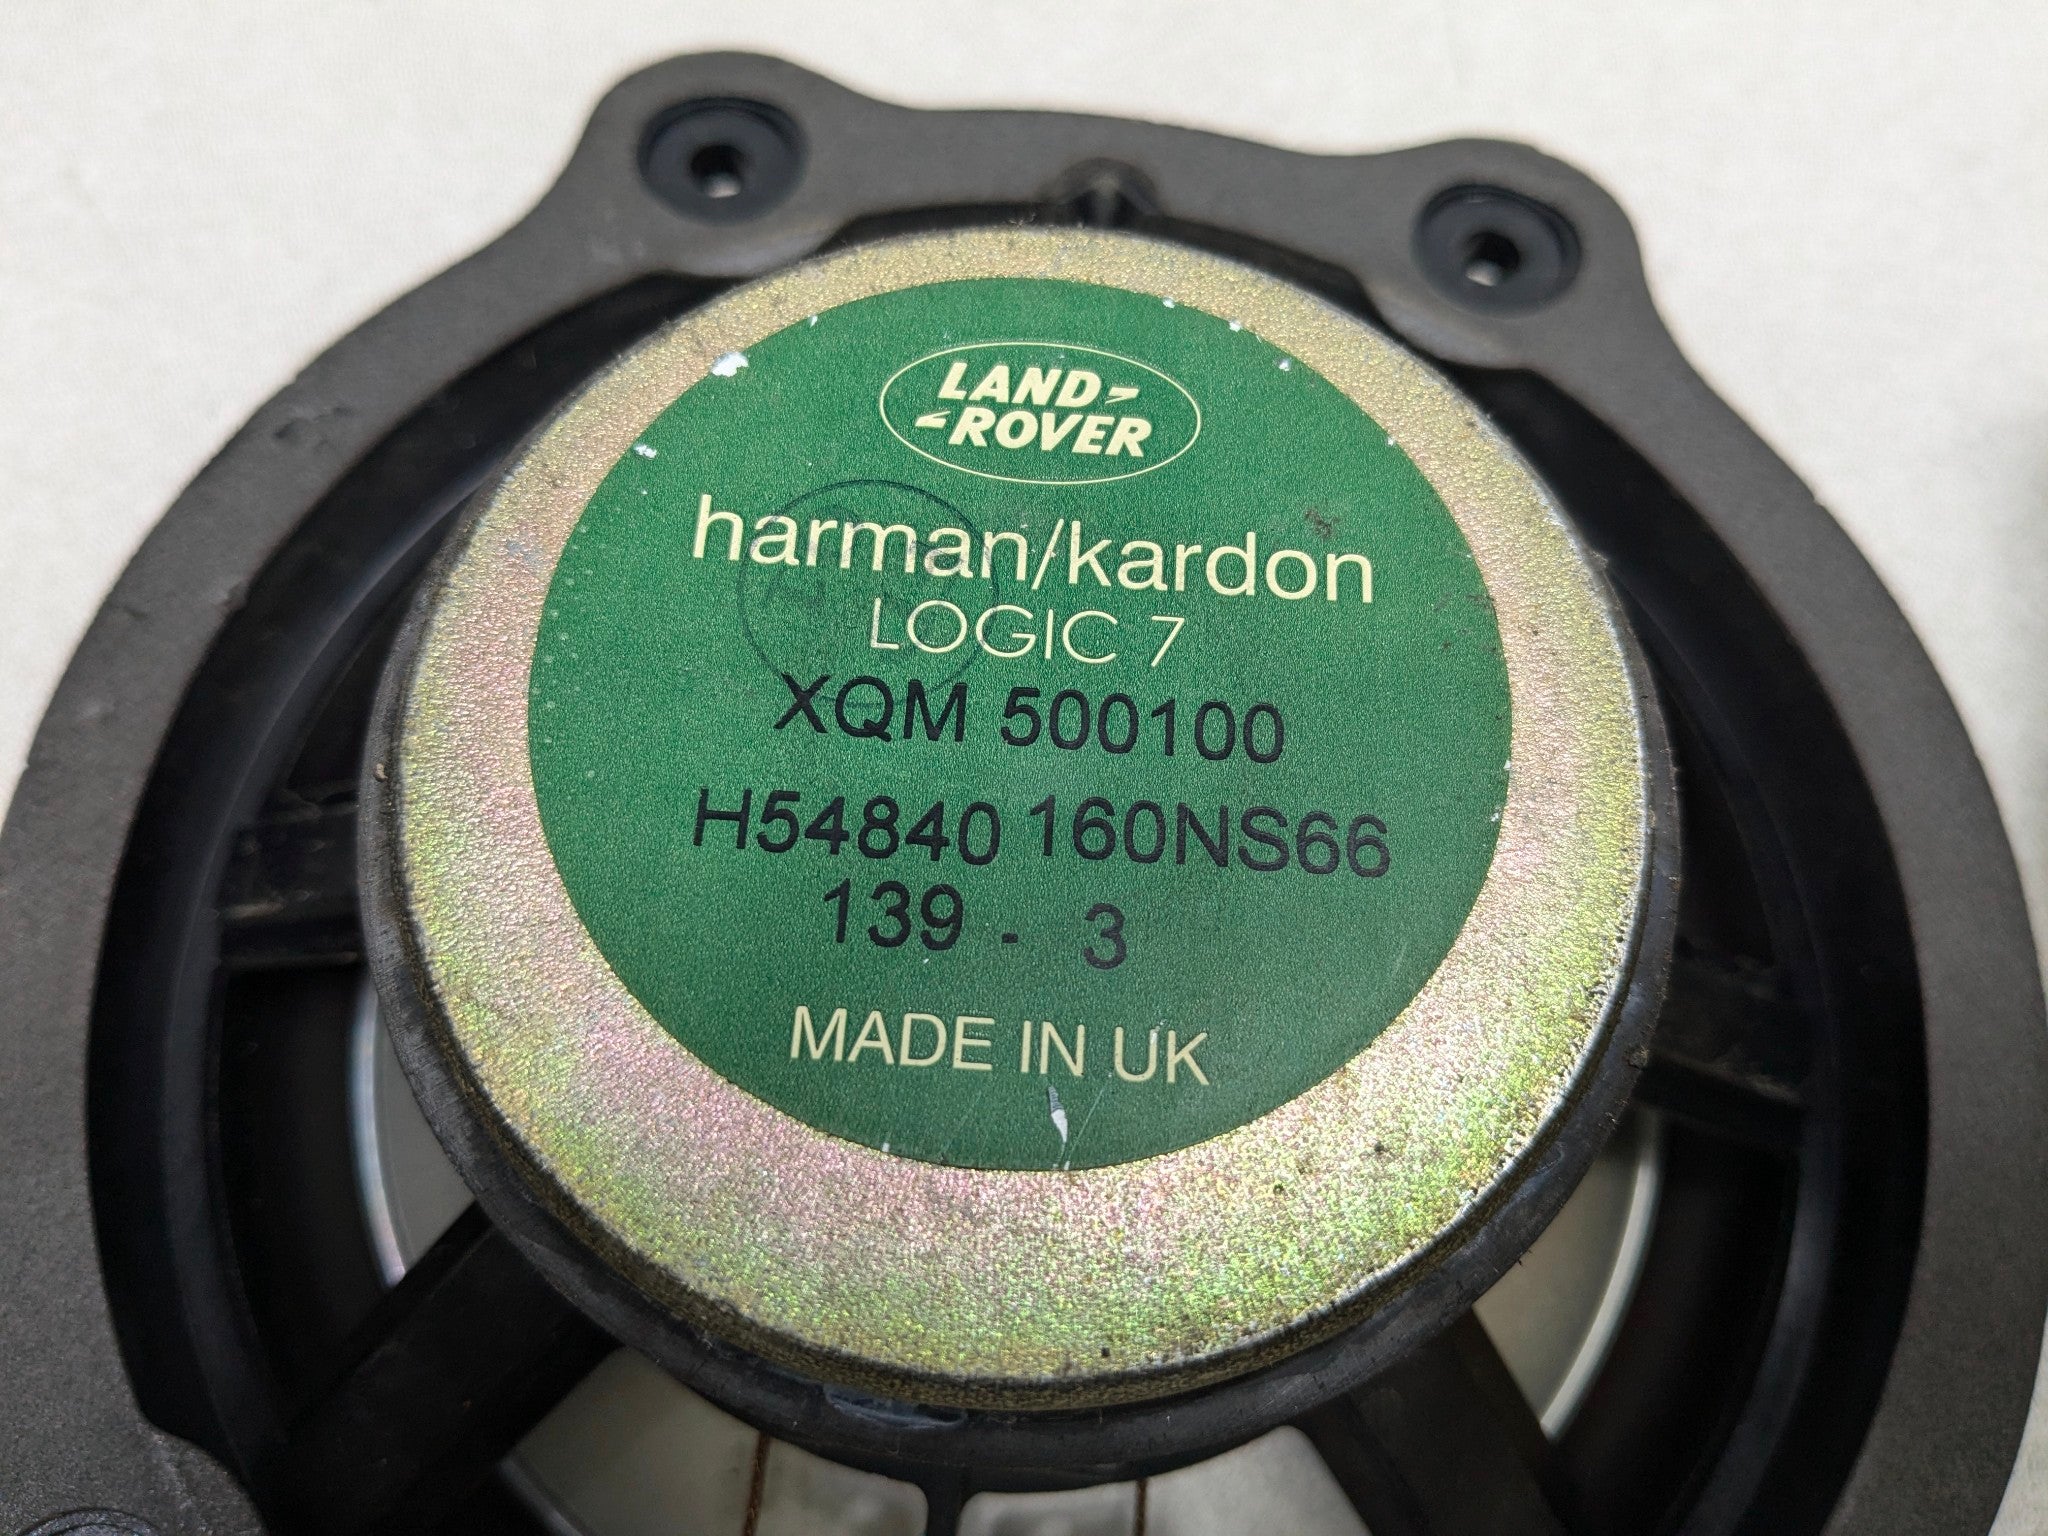 LAND-
-ROVER
harman/kardon
LOGIC 7
XQM 500100
H54840 160NS66
139 - 3
MADE IN UK